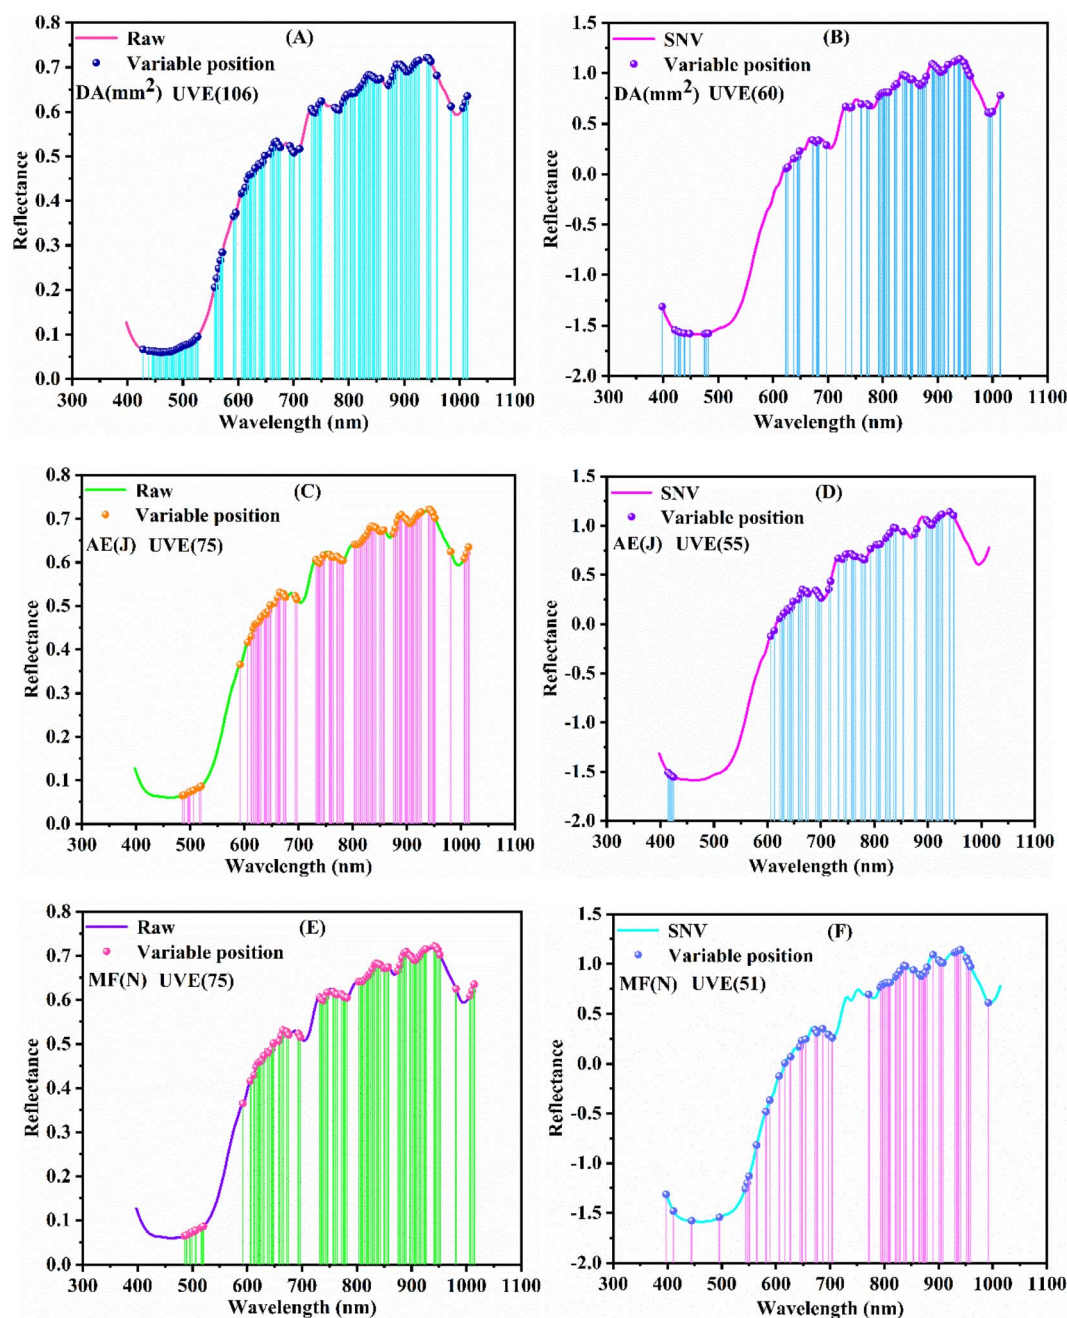 Raw
(A)
Variable position
DA(mm2) UVE(106)
Reflectance
0.8
0.7
0.6
0.5
0.4
0.3
0.2
0.1
0.0
300 400 500 600 700 800 900 1000 1100
Wavelength (nm)
SNV
(B)
Variable position
DA(mm2) UVE(60)
Reflectance
1.5
1.0
0.5
0.0
-0.5
-1.0
-1.5
-2.0
300 400 500 600 700 800 900 1000 1100
Wavelength (nm)
Raw
(C)
Variable position
AE(J) UVE(75)
Reflectance
0.8
0.7
0.6
0.5
0.4
0.3
0.2
0.1
0.0
300 400 500 600 700 800 900 1000 1100
Wavelength (nm)
SNV
(D)
Variable position
AE(J) UVE(55)
Reflectance
1.5
1.0
0.5
0.0
-0.5
-1.0
-1.5
-2.0
300 400 500 600 700 800 900 1000 1100
Wavelength (nm)
Raw
(E)
Variable position
MF(N) UVE(75)
Reflectance
0.8
0.7
0.6
0.5
0.4
0.3
0.2
0.1
0.0
300 400 500 600 700 800 900 1000 1100
Wavelength (nm)
SNV
(F)
Variable position
MF(N) UVE(51)
Reflectance
1.5
1.0
0.5
0.0
-0.5
-1.0
-1.5
-2.0
300 400 500 600 700 800 900 1000 1100
Wavelength (nm)